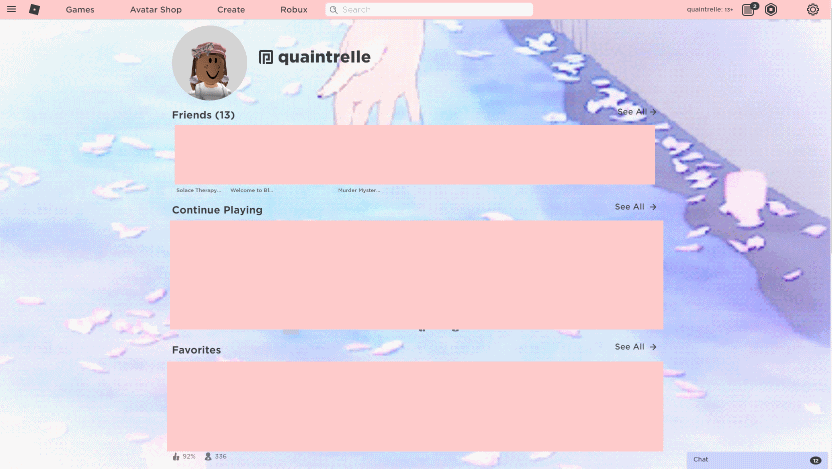 Games Avatar Shop Create Robux Search quaintrelle: 13+ 2
quaintrelle
Friends (13) See All →
Solace Therapy... Welcome to Bl... Murder Myster...
Continue Playing See All →
Favorites See All →
92% 336
Chat 12